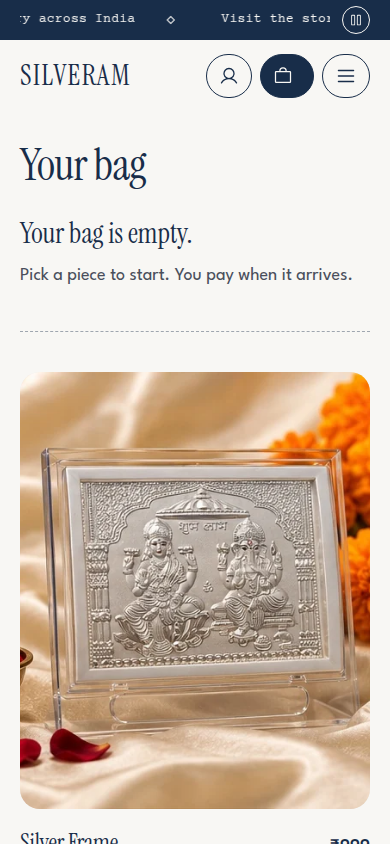 across India ◇ Visit the
SILVERAM
Your bag
Your bag is empty.
Pick a piece to start. You pay when it arrives.
शुभ लाभ
Silver Frame